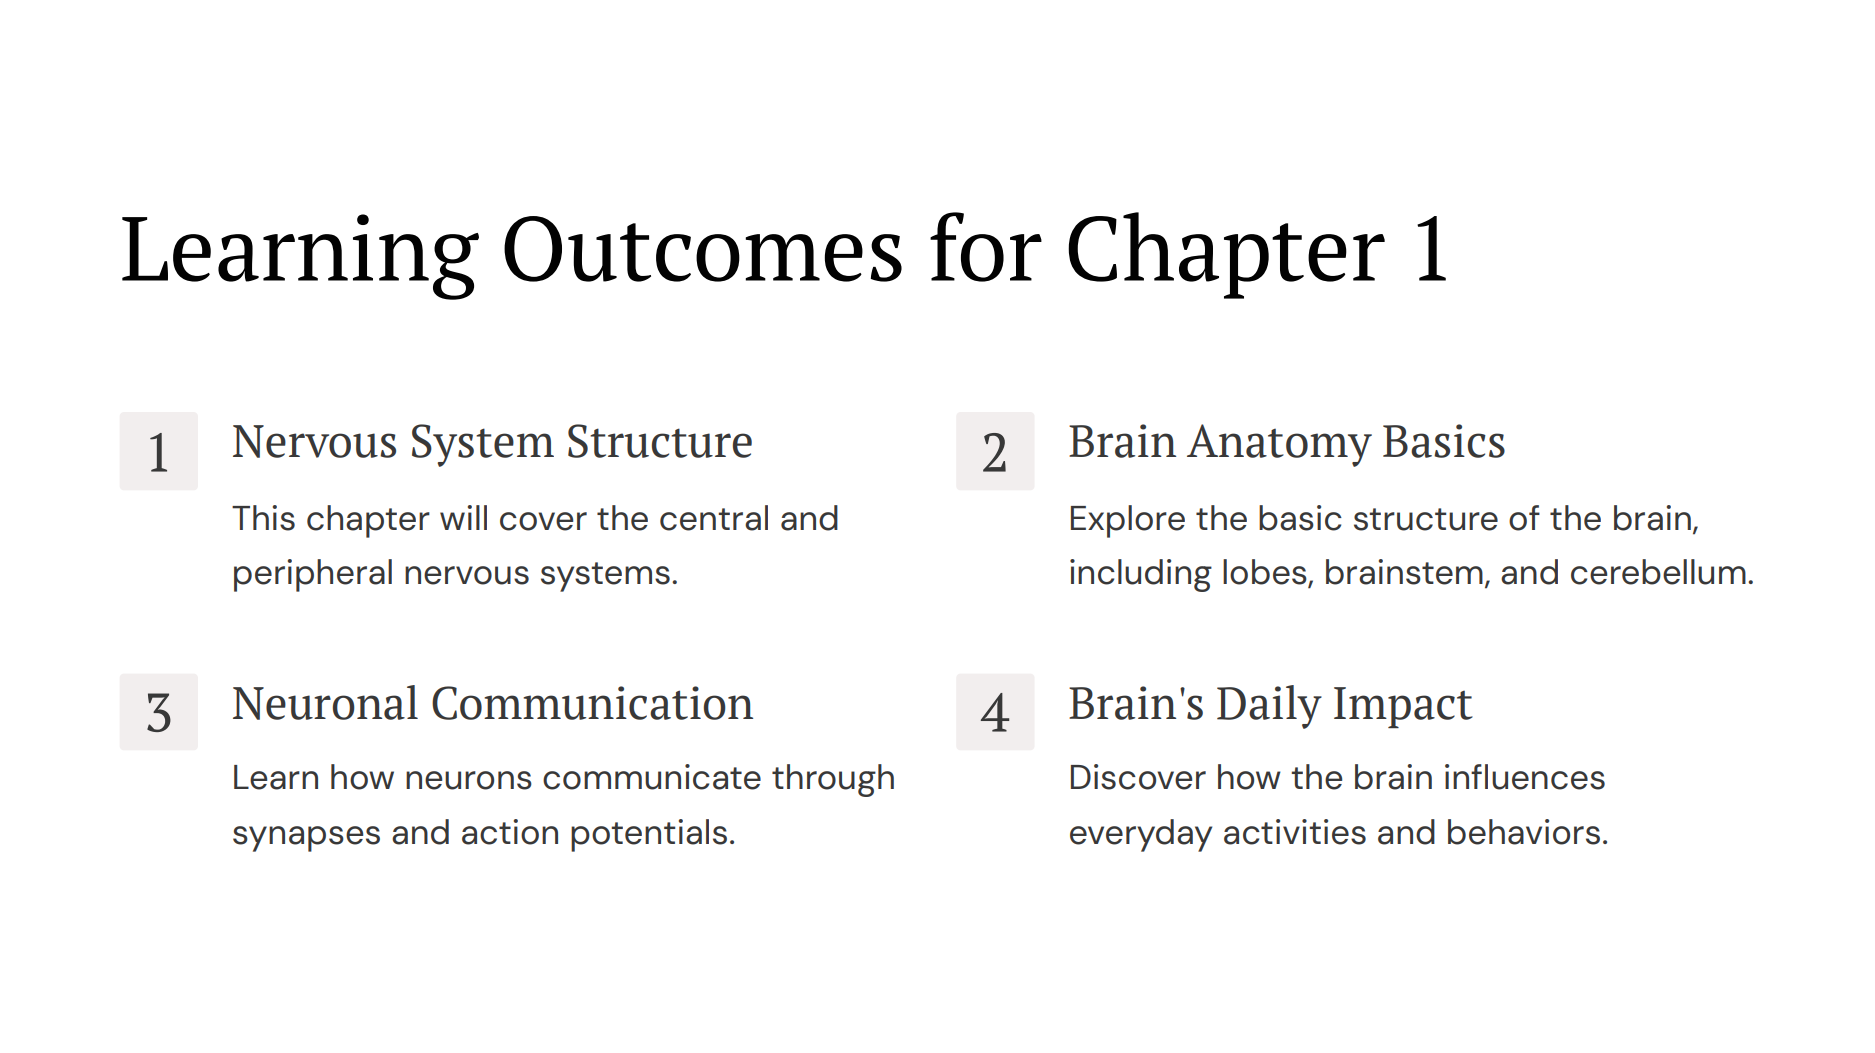 Learning Outcomes for Chapter 1
1
Nervous System Structure
This chapter will cover the central and
peripheral nervous systems.
2
Brain Anatomy Basics
Explore the basic structure of the brain,
including lobes, brainstem, and cerebellum.
3
Neuronal Communication
Learn how neurons communicate through
synapses and action potentials.
4
Brain's Daily Impact
Discover how the brain influences
everyday activities and behaviors.